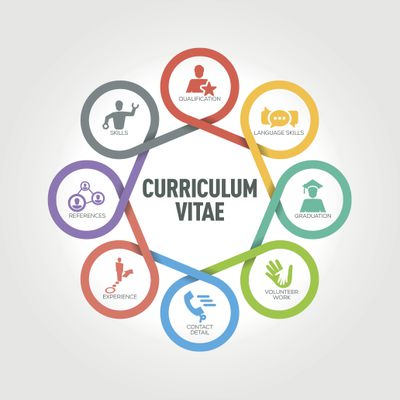 QUALIFICATION
SKILLS
LANGUAGE SKILLS
CURRICULUM
VITAE
REFERENCES
GRADUATION
EXPERIENCE
VOLUNTEER
WORK
CONTACT
DETAIL